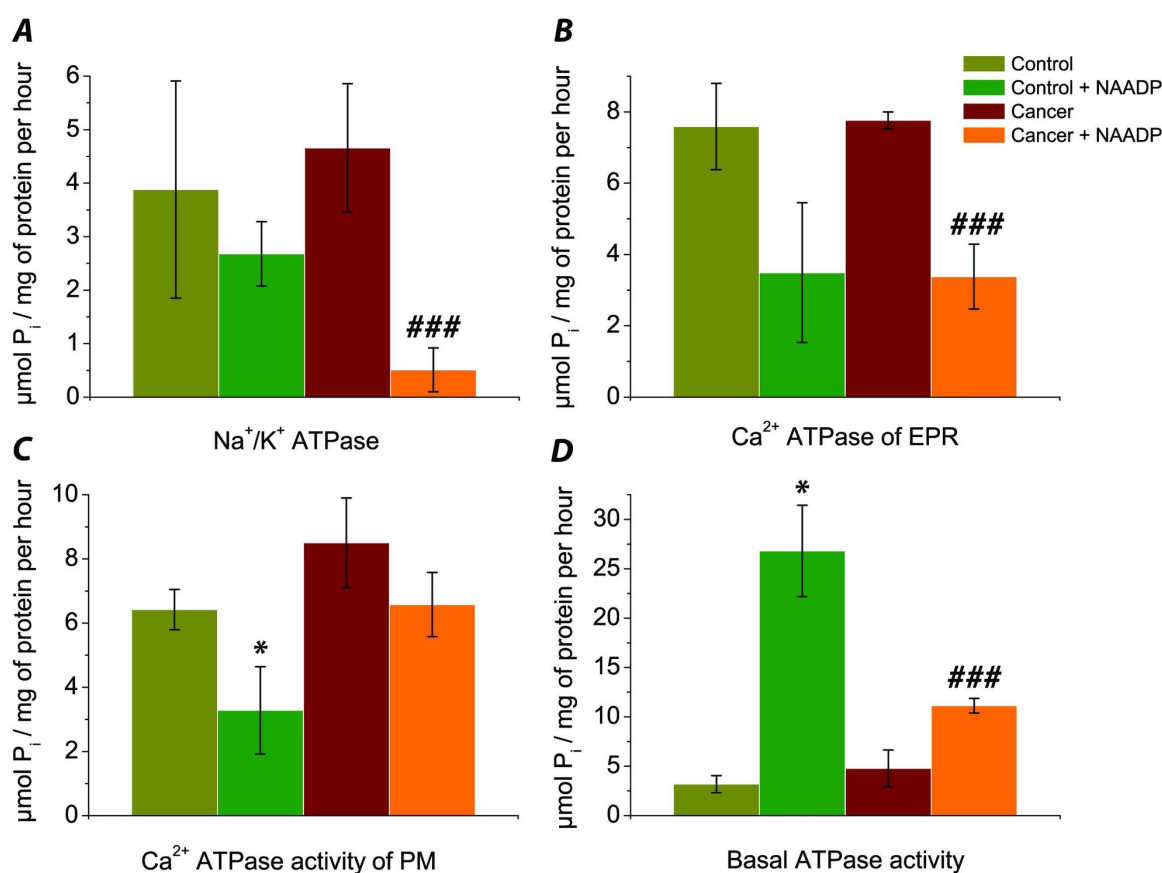 A
μmol Pi / mg of protein per hour
6
5
4
3
2
1
0
###
Na+/K+ ATPase
B
μmol Pi / mg of protein per hour
8
6
4
2
0
###
Control
Control + NAADP
Cancer
Cancer + NAADP
Ca2+ ATPase of EPR
C
μmol Pi / mg of protein per hour
10
8
6
4
2
0
*
Ca2+ ATPase activity of PM
D
μmol Pi / mg of protein per hour
30
25
20
15
10
5
0
*
###
Basal ATPase activity